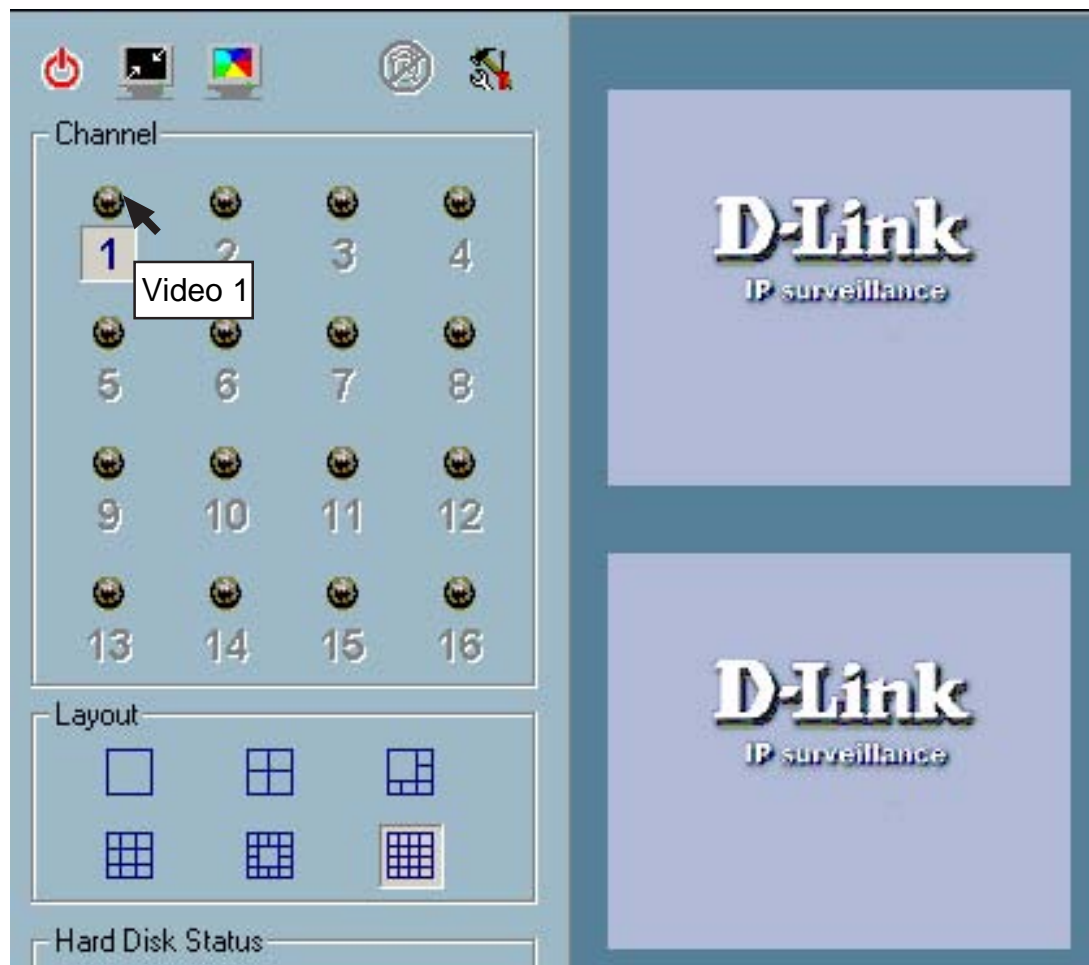 Channel
1 2 3 4
Video 1
5 6 7 8
9 10 11 12
13 14 15 16
Layout
Hard Disk Status
D-Link
IP surveillance
D-Link
IP surveillance